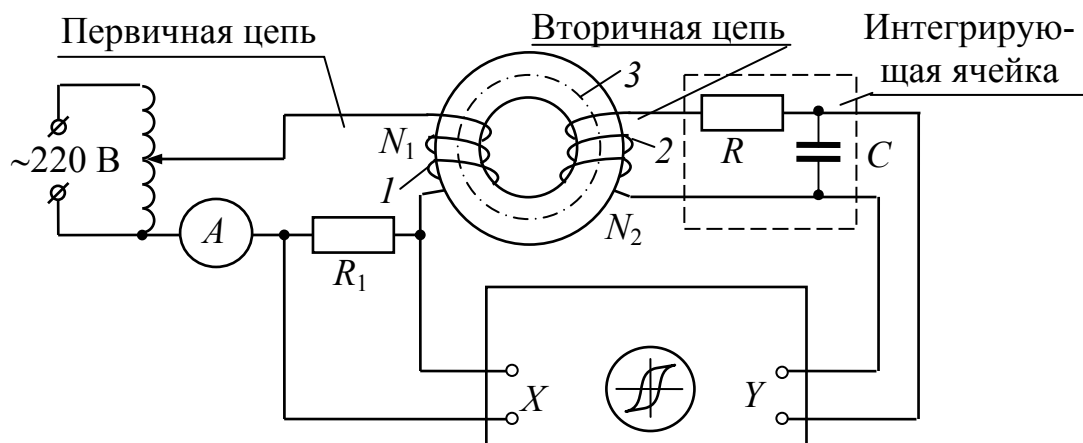 Первичная цепь
Вторичная цепь
Интегрирую-
щая ячейка
~220 В
N1
1
3
2
R
C
N2
A
R1
X
Y